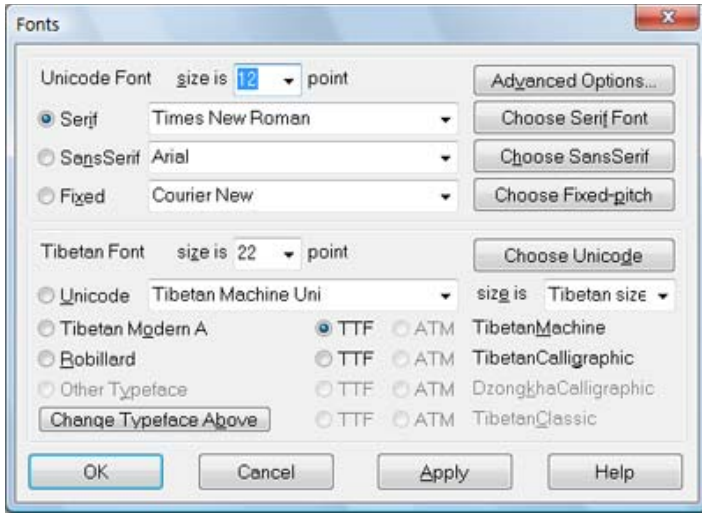 Fonts
Unicode Font size is 12 point Advanced Options...
Serif Times New Roman Choose Serif Font
SansSerif Arial Choose SansSerif
Fixed Courier New Choose Fixed-pitch
Tibetan Font size is 22 point Choose Unicode
Unicode Tibetan Machine Uni size is Tibetan size
Tibetan Modern A TTF ATM TibetanMachine
Robillard TTF ATM TibetanCalligraphic
Other Typeface TTF ATM DzongkhaCalligraphic
Change Typeface Above TTF ATM TibetanClassic
OK Cancel Apply Help